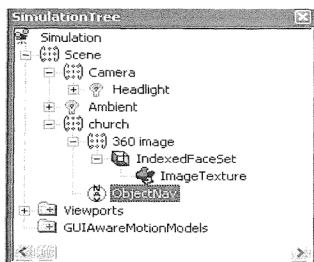 SimulationTree
Simulation
Scene
Camera
Headlight
Ambient
church
360 image
IndexedFaceSet
ImageTexture
ObjectNav
Viewports
GUIAwareMotionModels